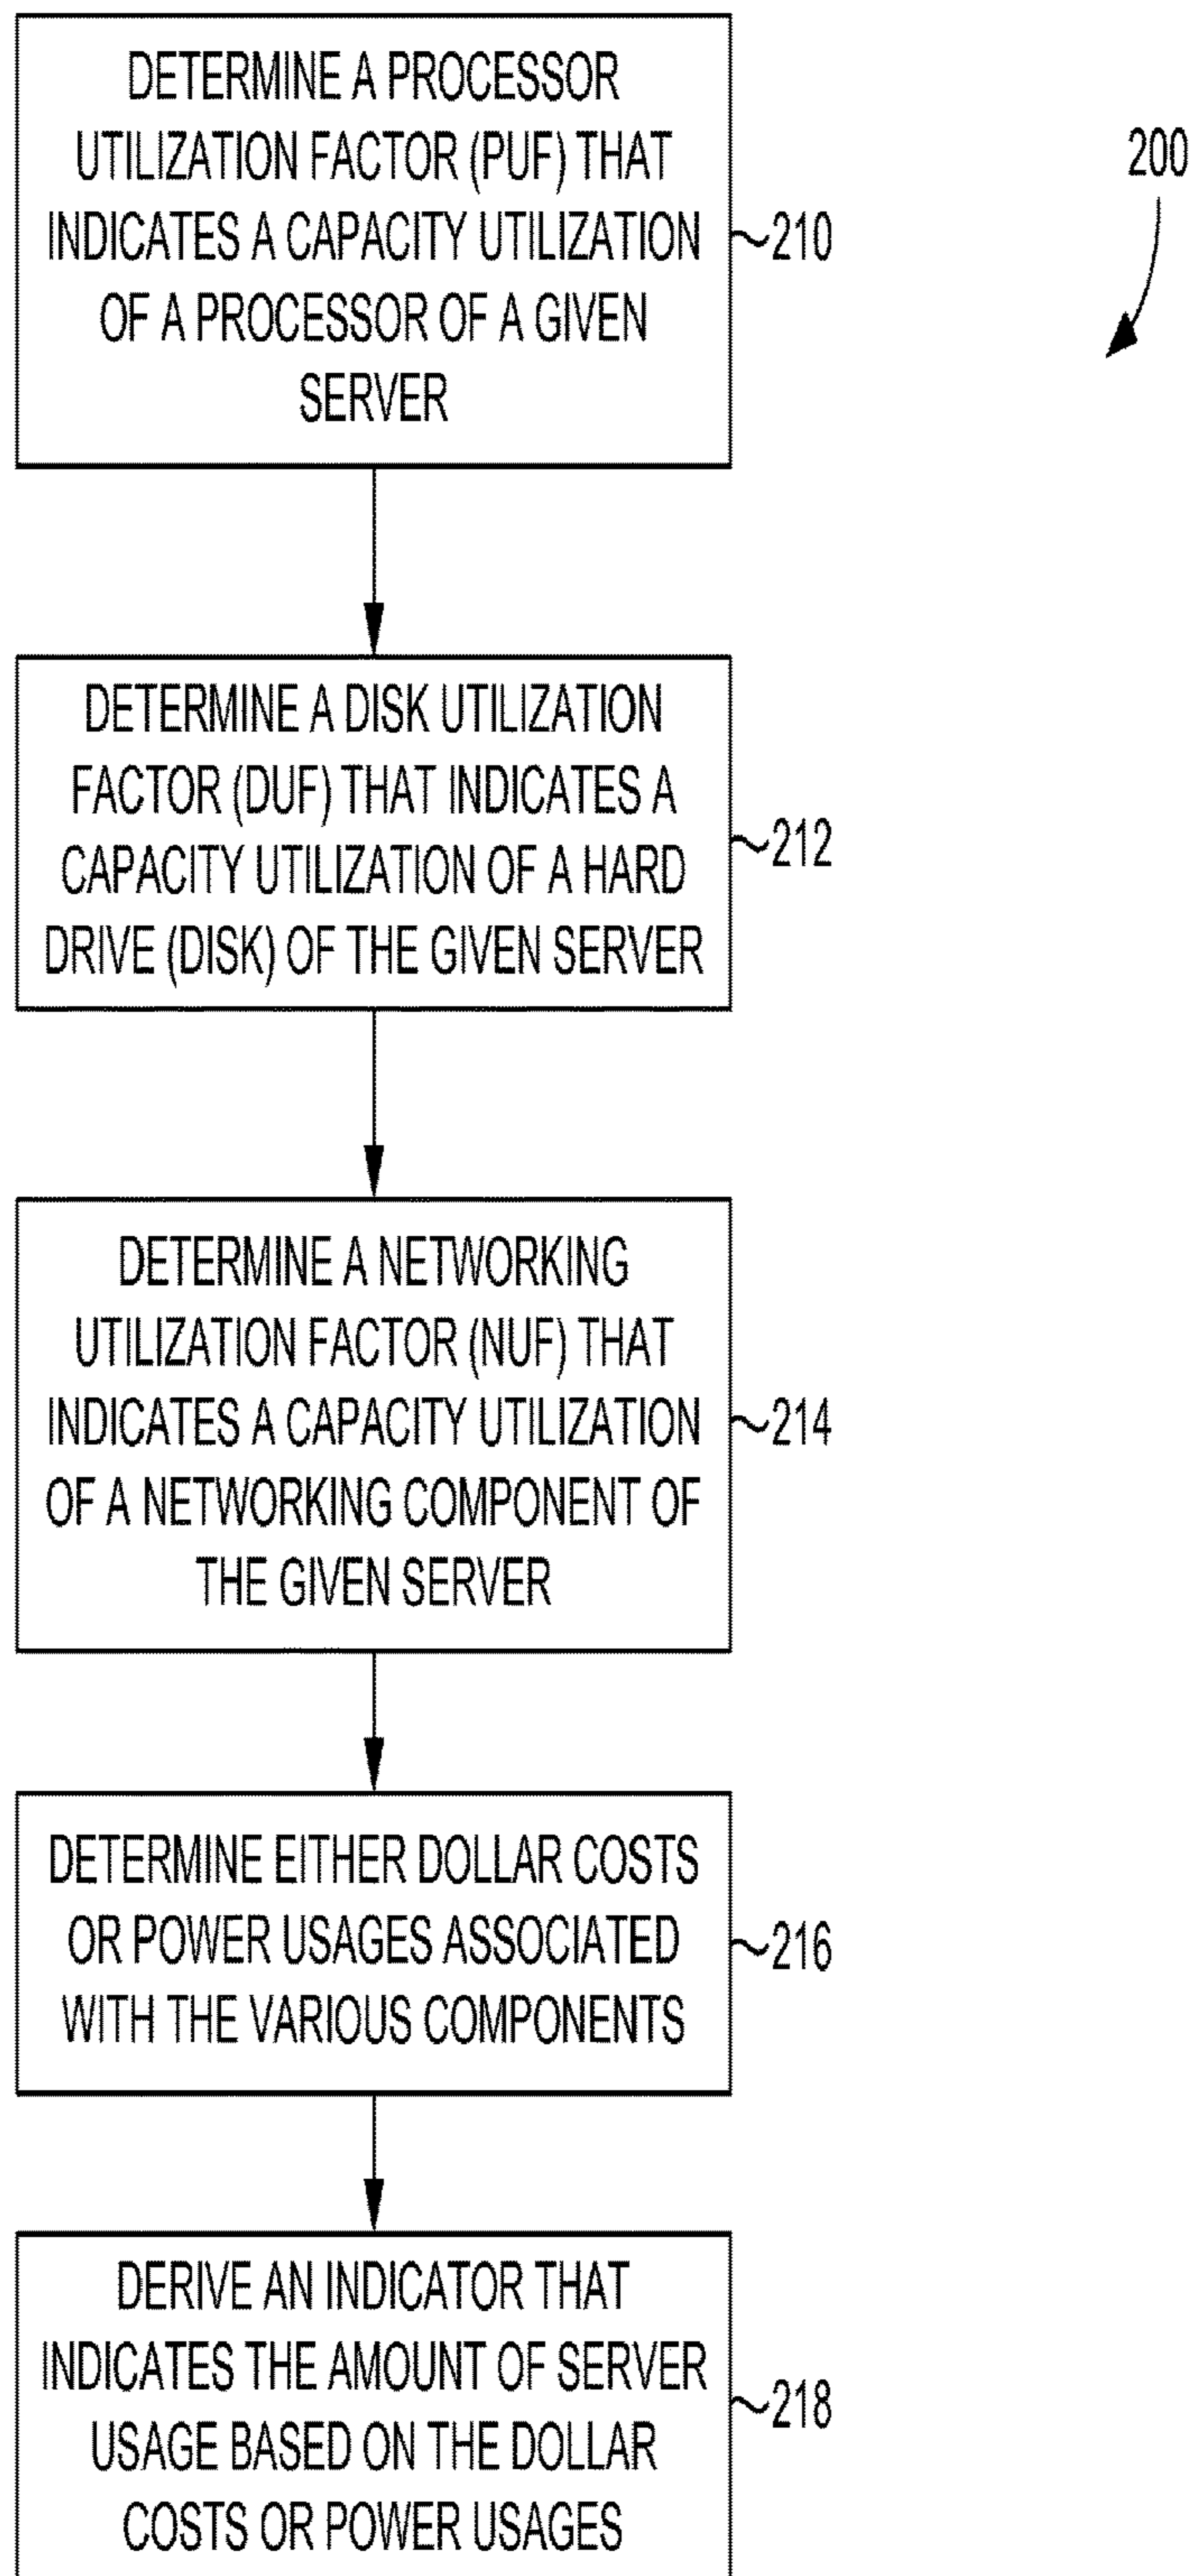 DETERMINE A PROCESSOR
UTILIZATION FACTOR (PUF) THAT
INDICATES A CAPACITY UTILIZATION
OF A PROCESSOR OF A GIVEN
SERVER
210
200
DETERMINE A DISK UTILIZATION
FACTOR (DUF) THAT INDICATES A
CAPACITY UTILIZATION OF A HARD
DRIVE (DISK) OF THE GIVEN SERVER
212
DETERMINE A NETWORKING
UTILIZATION FACTOR (NUF) THAT
INDICATES A CAPACITY UTILIZATION
OF A NETWORKING COMPONENT OF
THE GIVEN SERVER
214
DETERMINE EITHER DOLLAR COSTS
OR POWER USAGES ASSOCIATED
WITH THE VARIOUS COMPONENTS
216
DERIVE AN INDICATOR THAT
INDICATES THE AMOUNT OF SERVER
USAGE BASED ON THE DOLLAR
COSTS OR POWER USAGES
218